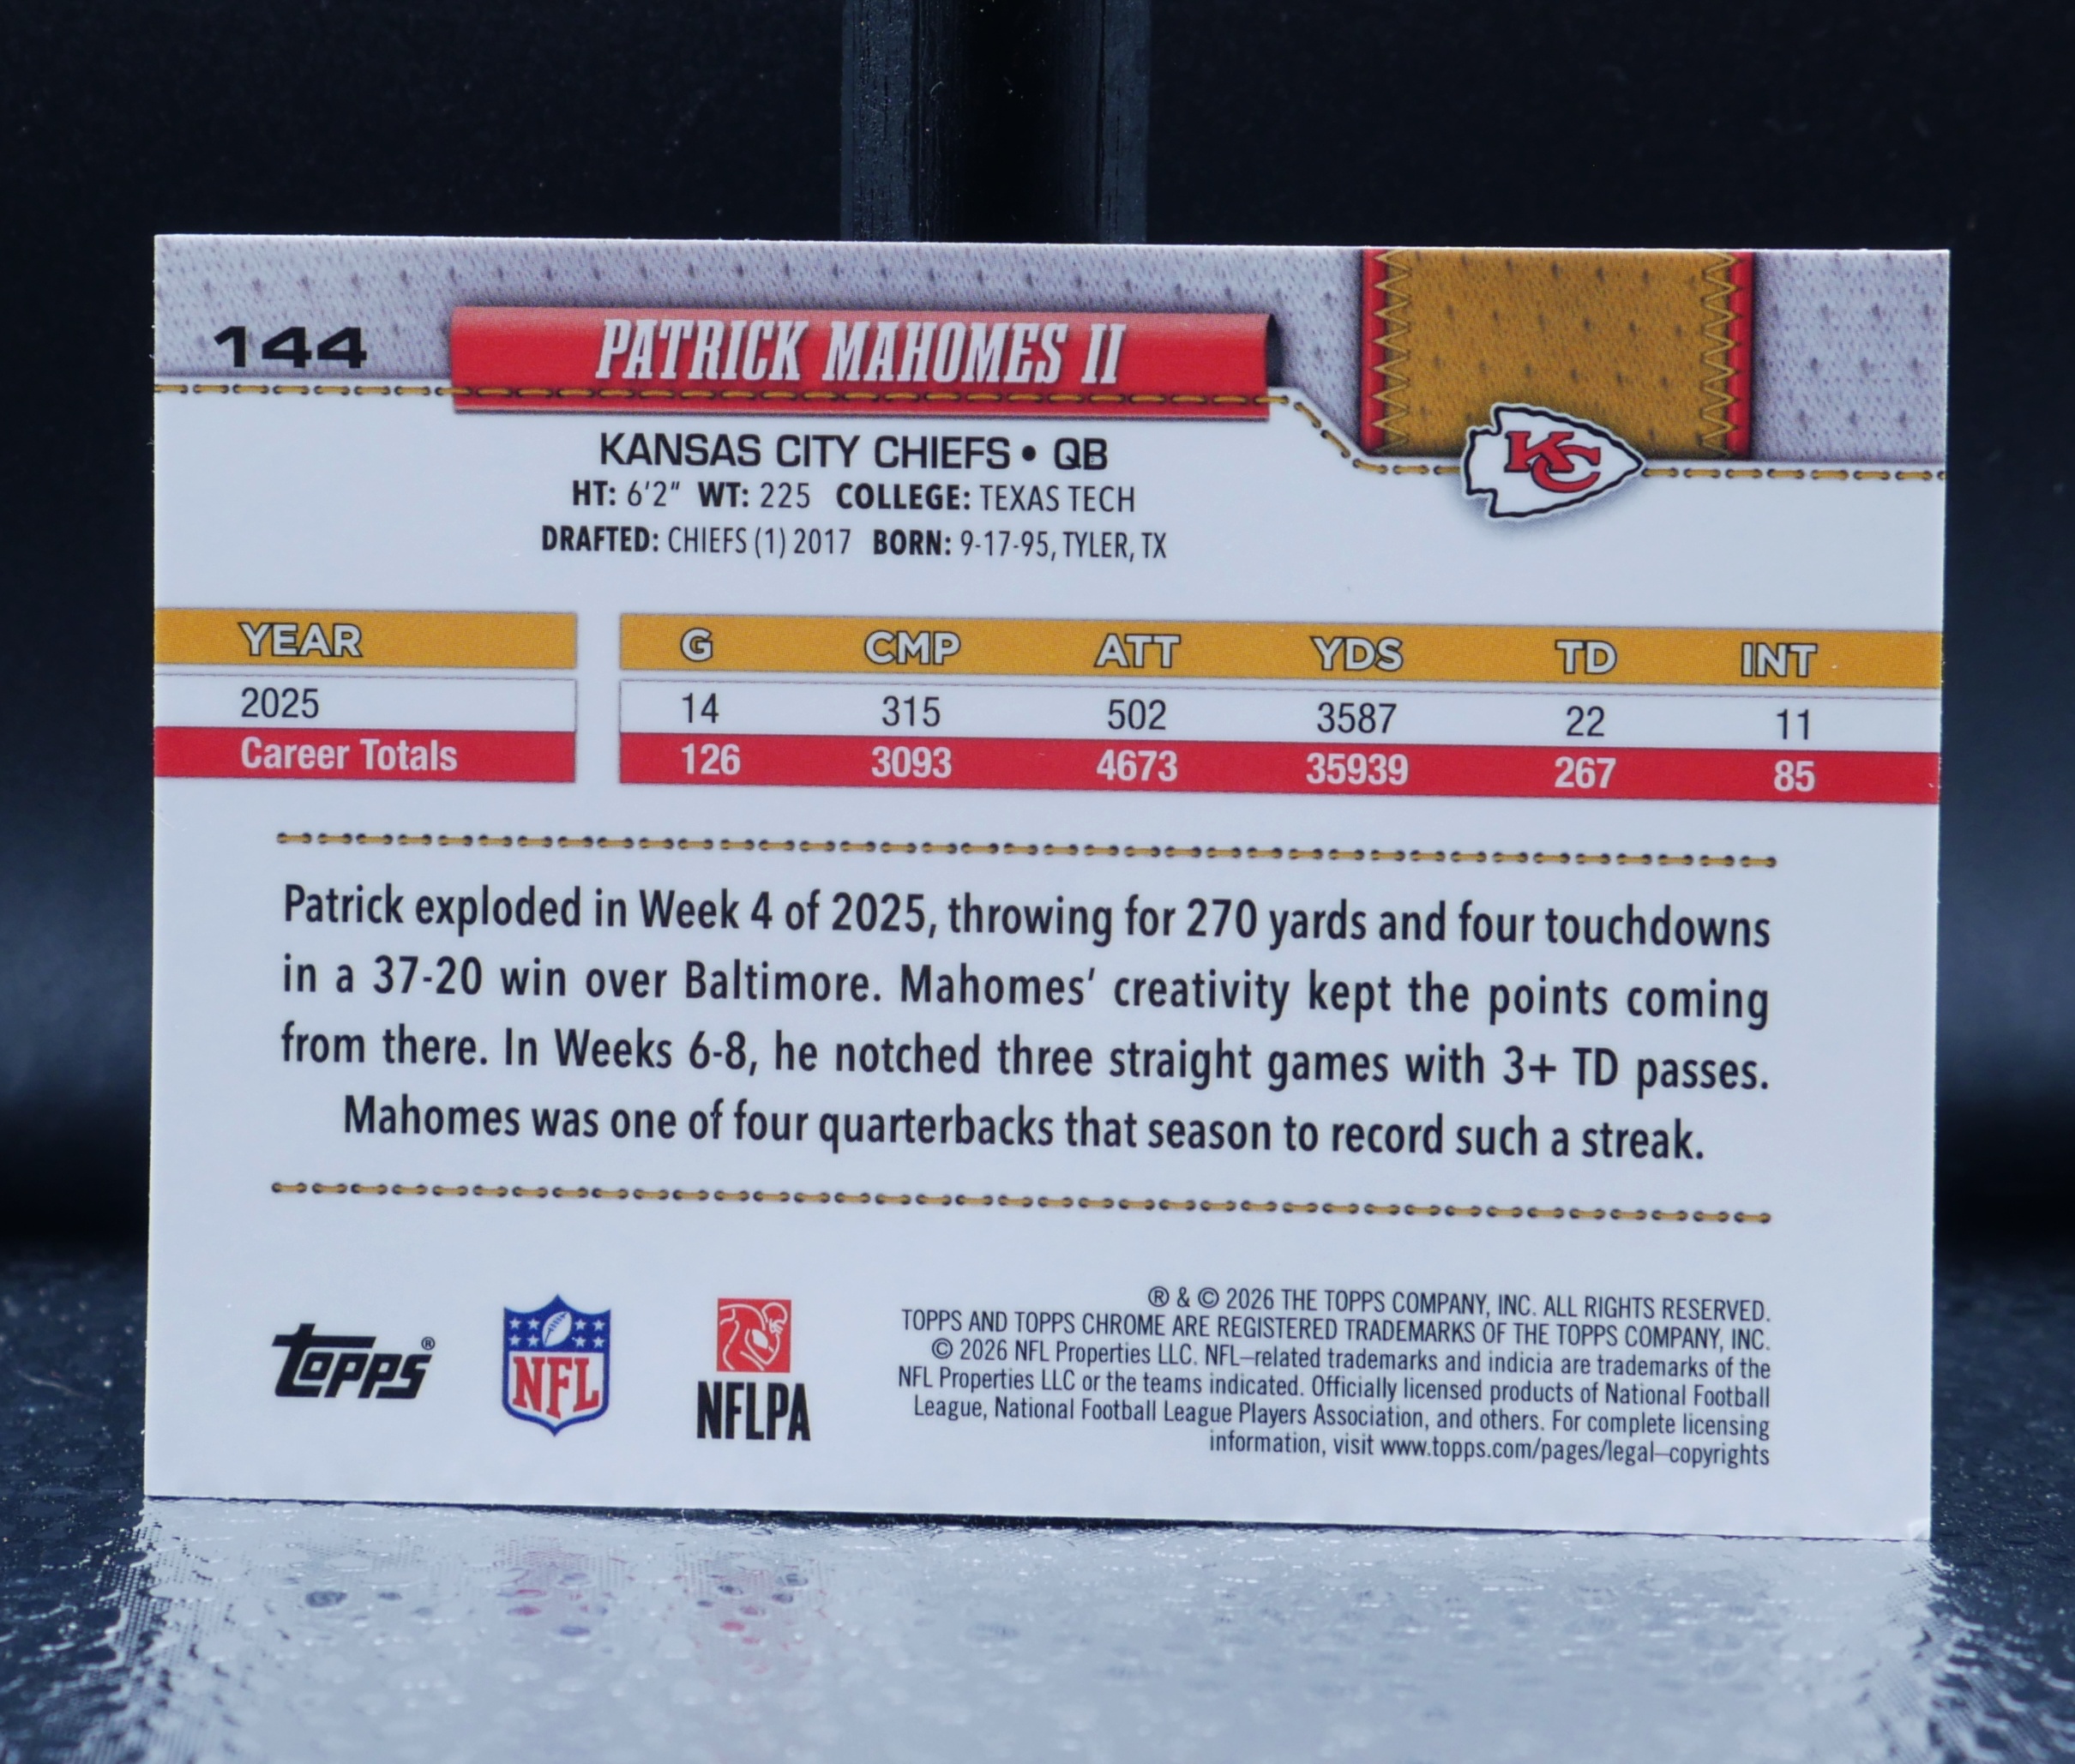 144
PATRICK MAHOMES II
KANSAS CITY CHIEFS • QB
HT: 6'2" WT: 225 COLLEGE: TEXAS TECH
DRAFTED: CHIEFS (1) 2017 BORN: 9-17-95, TYLER, TX
KC
YEAR G CMP ATT YDS TD INT
2025 14 315 502 3587 22 11
Career Totals 126 3093 4673 35939 267 85
Patrick exploded in Week 4 of 2025, throwing for 270 yards and four touchdowns
in a 37-20 win over Baltimore. Mahomes' creativity kept the points coming
from there. In Weeks 6-8, he notched three straight games with 3+ TD passes.
Mahomes was one of four quarterbacks that season to record such a streak.
Topps®
NFL
NFLPA
® & © 2026 THE TOPPS COMPANY, INC. ALL RIGHTS RESERVED.
TOPPS AND TOPPS CHROME ARE REGISTERED TRADEMARKS OF THE TOPPS COMPANY, INC.
© 2026 NFL Properties LLC. NFL–related trademarks and indicia are trademarks of the
NFL Properties LLC or the teams indicated. Officially licensed products of National Football
League, National Football League Players Association, and others. For complete licensing
information, visit www.topps.com/pages/legal–copyrights